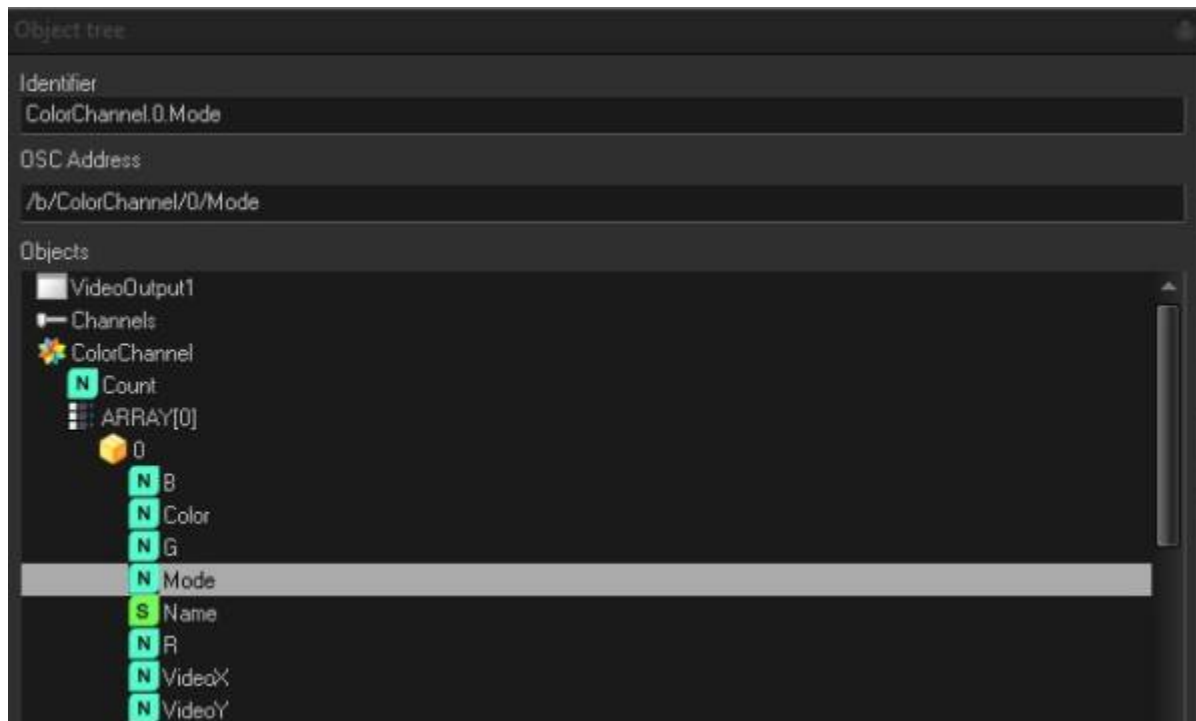 Object tree
Identifier
ColorChannel.0.Mode
OSC Address
/b/ColorChannel/0/Mode
Objects
VideoOutput1
Channels
ColorChannel
N Count
ARRAY[0]
0
N B
N Color
N G
N Mode
S Name
N R
N VideoX
N VideoY